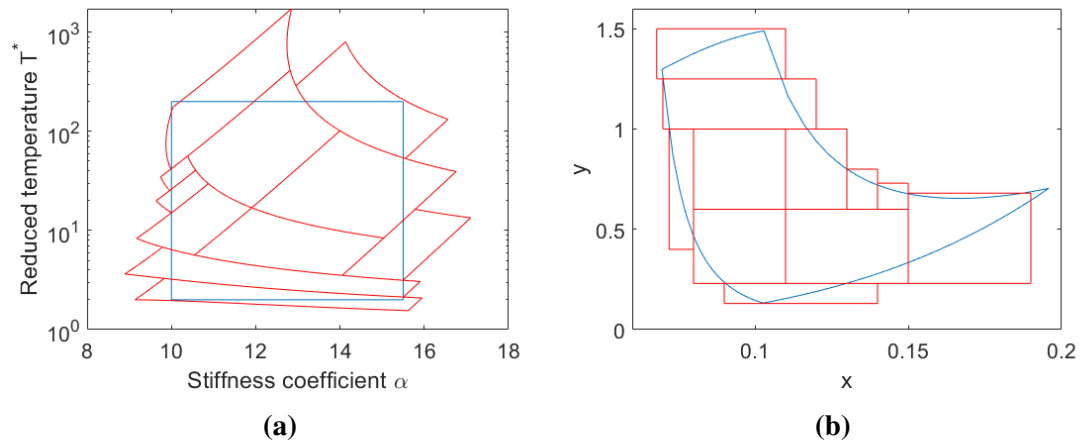 10^3
10^2
10^1
10^0
Reduced temperature T^*
8
10
12
14
16
18
Stiffness coefficient α
(a)
1.5
1
0.5
0
y
0.1
0.15
0.2
x
(b)